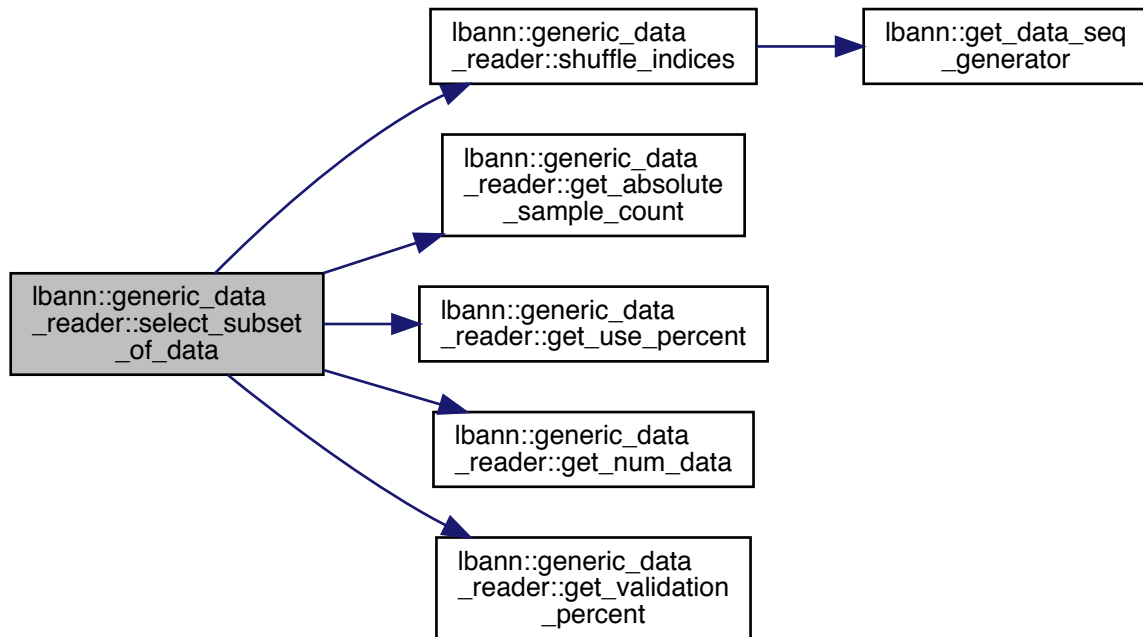 lbann::generic_data
_reader::shuffle_indices
lbann::get_data_seq
_generator
lbann::generic_data
_reader::get_absolute
_sample_count
lbann::generic_data
_reader::select_subset
_of_data
lbann::generic_data
_reader::get_use_percent
lbann::generic_data
_reader::get_num_data
lbann::generic_data
_reader::get_validation
_percent